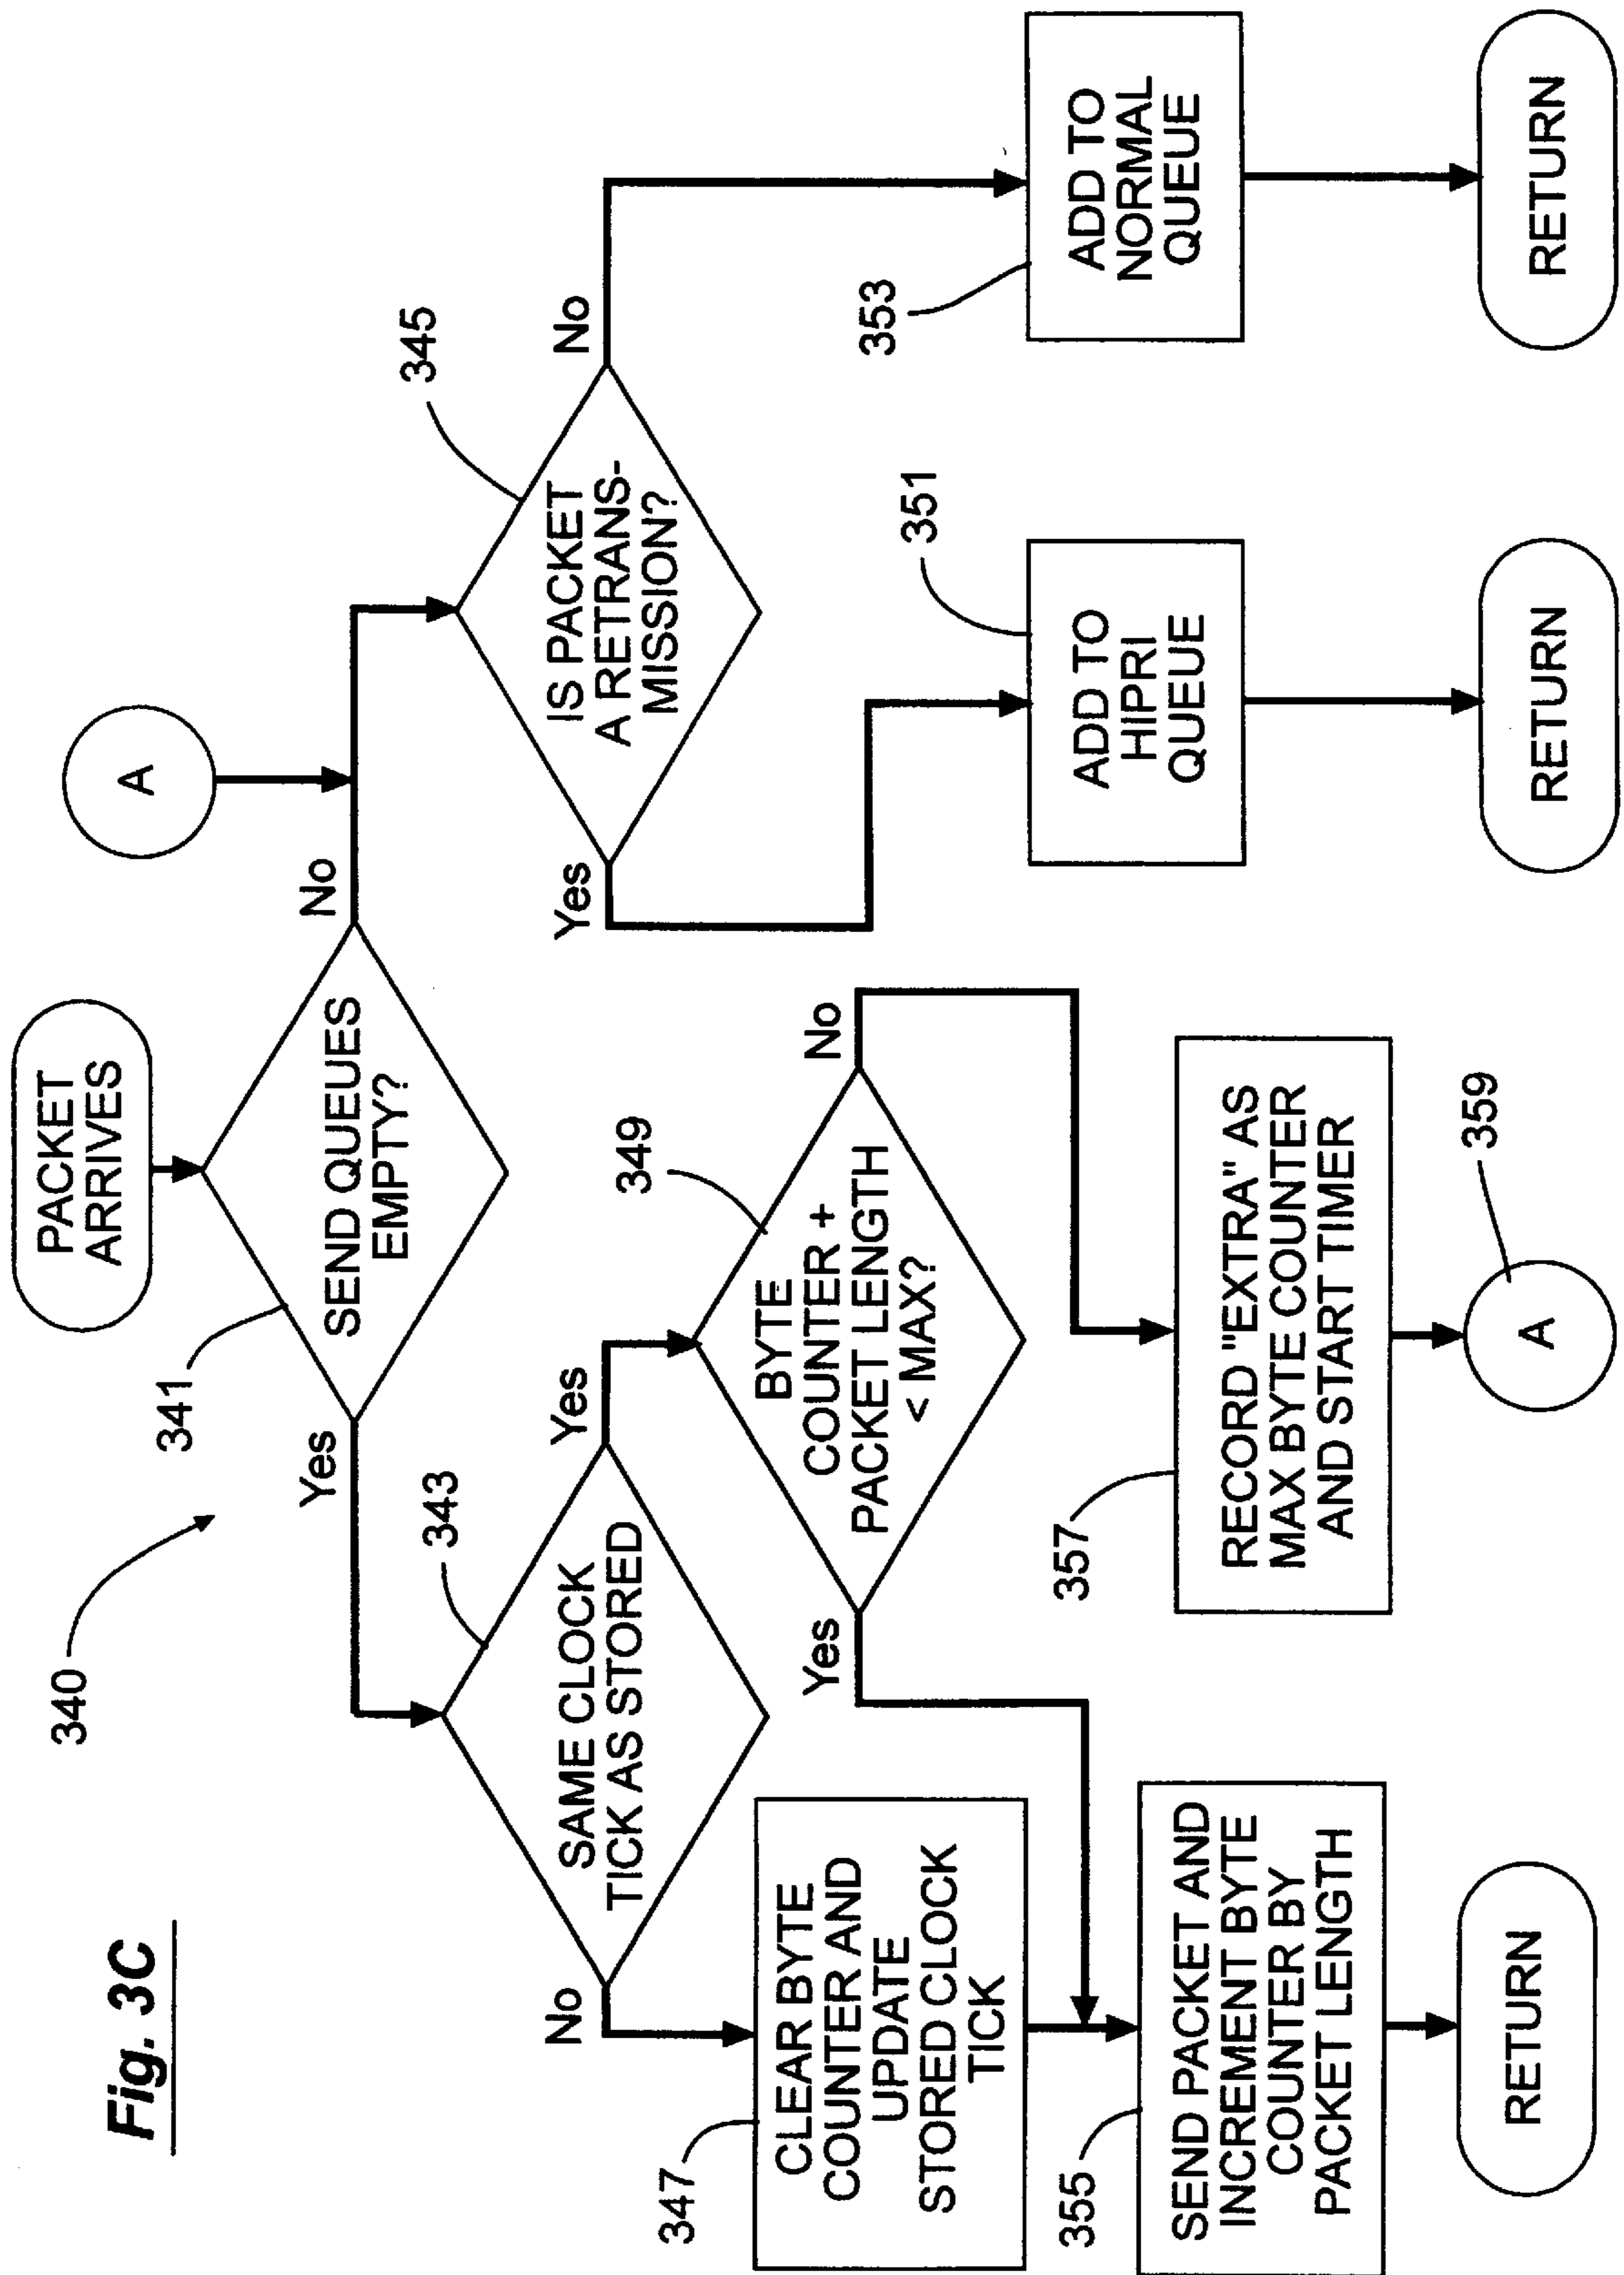 Fig. 3C
340
PACKET
ARRIVES
341
SEND QUEUES
EMPTY?
Yes
No
A
343
SAME CLOCK
TICK AS STORED
No
Yes
345
IS PACKET
A RETRANS-
MISSION?
Yes
No
347
CLEAR BYTE
COUNTER AND
UPDATE
STORED CLOCK
TICK
349
BYTE
COUNTER +
PACKET LENGTH
< MAX?
Yes
No
351
ADD TO
HIPRI
QUEUE
353
ADD TO
NORMAL
QUEUE
355
SEND PACKET AND
INCREMENT BYTE
COUNTER BY
PACKET LENGTH
357
RECORD "EXTRA" AS
MAX BYTE COUNTER
AND START TIMER
RETURN
A
359
RETURN
RETURN